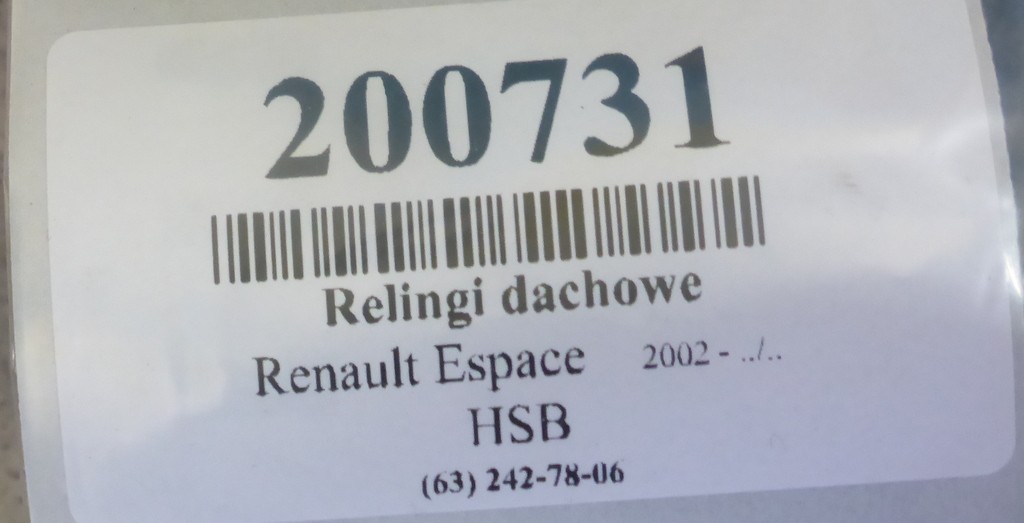 200731
Relingi dachowe
Renault Espace 2002 - ../..
HSB
(63) 242-78-06